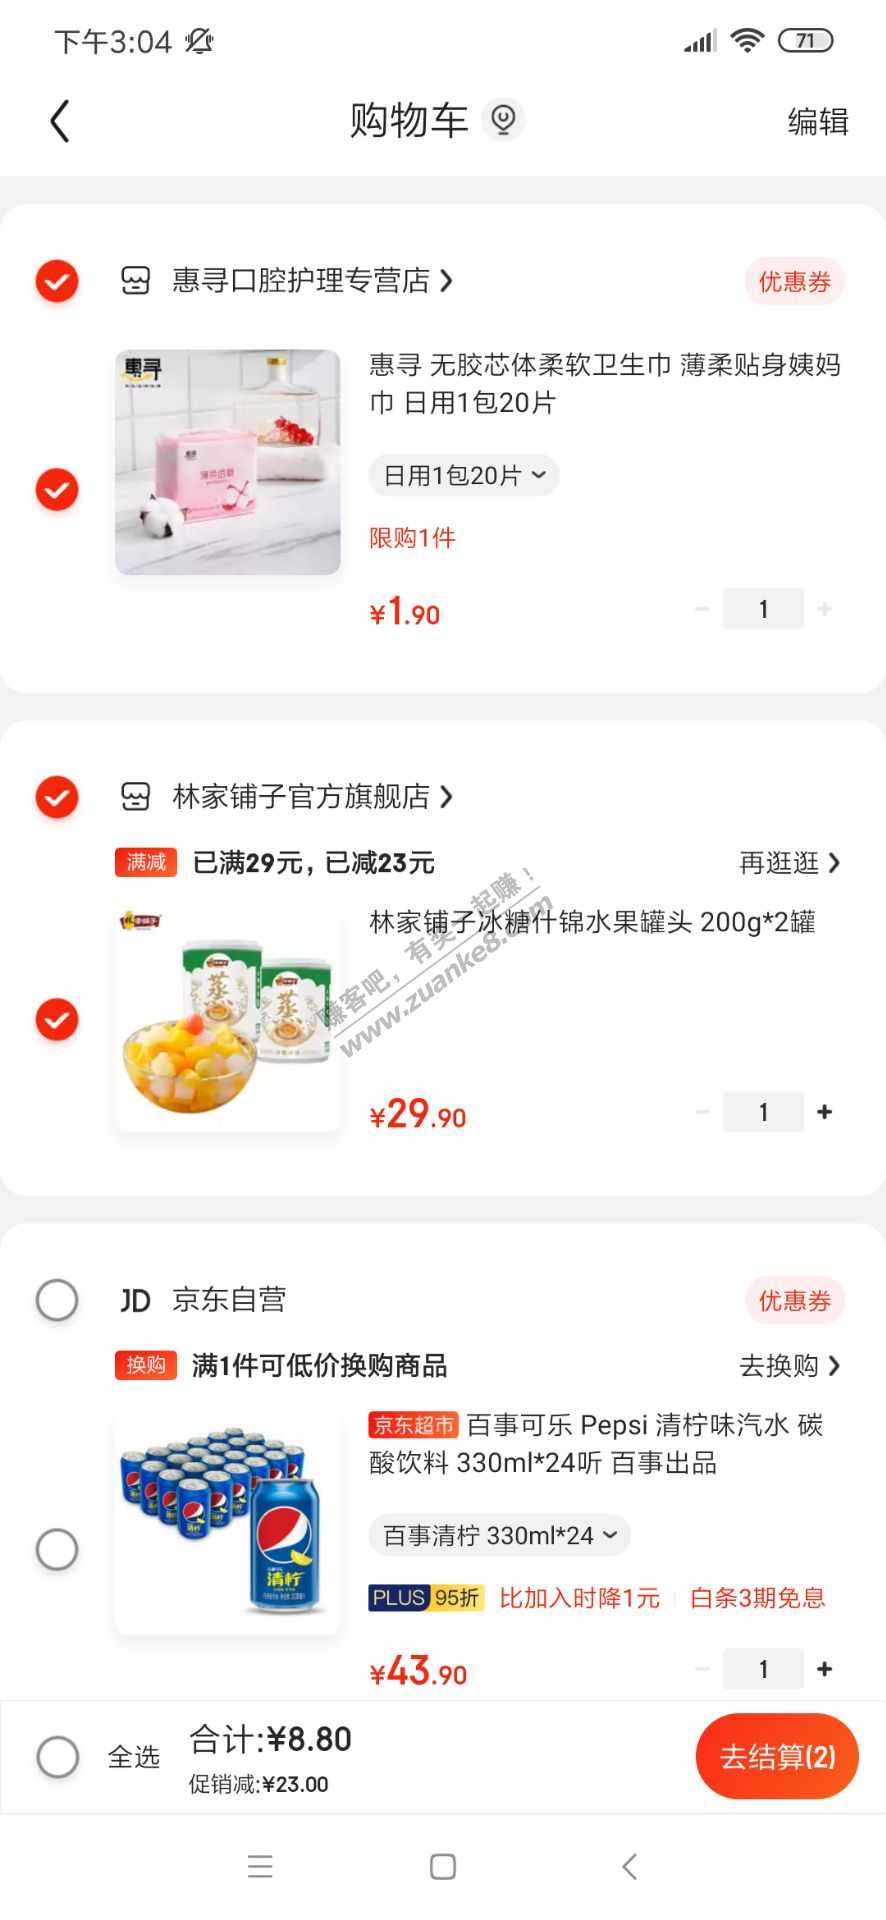 下午3:04
71
购物车
编辑
惠寻口腔护理专营店
优惠券
惠寻
惠寻 无胶芯体柔软卫生巾 薄柔贴身姨妈
巾 日用1包20片
日用1包20片
限购1件
¥1.90
1
林家铺子官方旗舰店
满减 已满29元，已减23元
再逛逛
林家铺子冰糖什锦水果罐头 200g*2罐
蒸
蒸
¥29.90
1
赚客吧，有奖一起赚！
www.zuanke8.com
JD 京东自营
优惠券
换购 满1件可低价换购商品
去换购
京东超市 百事可乐 Pepsi 清柠味汽水 碳
酸饮料 330ml*24听 百事出品
清柠
百事清柠 330ml*24
PLUS 95折 比加入时降1元 白条3期免息
¥43.90
1
全选
合计:¥8.80
促销减:¥23.00
去结算(2)